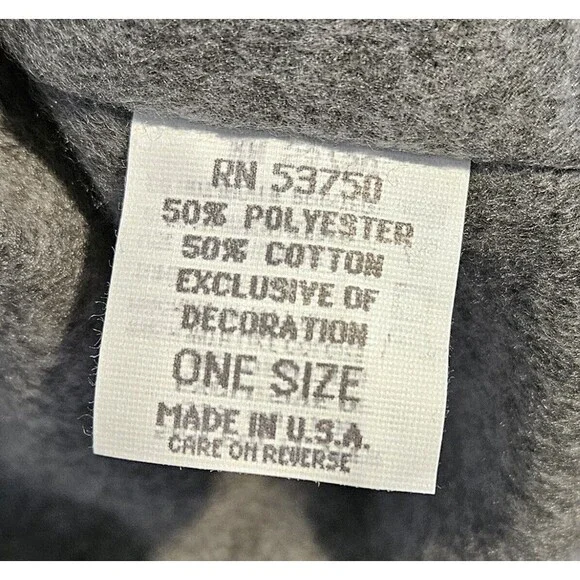 RN 53750
50% POLYESTER
50% COTTON
EXCLUSIVE OF
DECORATION
ONE SIZE
MADE IN U.S.A.
CARE ON REVERSE